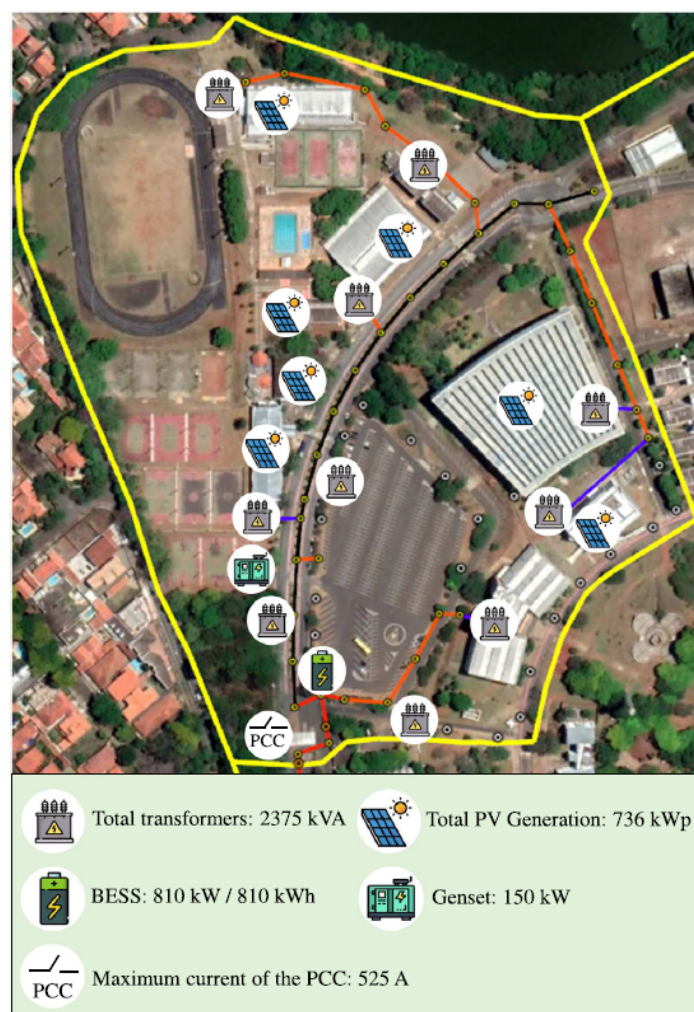 PCC
Total transformers: 2375 kVA
Total PV Generation: 736 kWp
BESS: 810 kW / 810 kWh
Genset: 150 kW
PCC
Maximum current of the PCC: 525 A